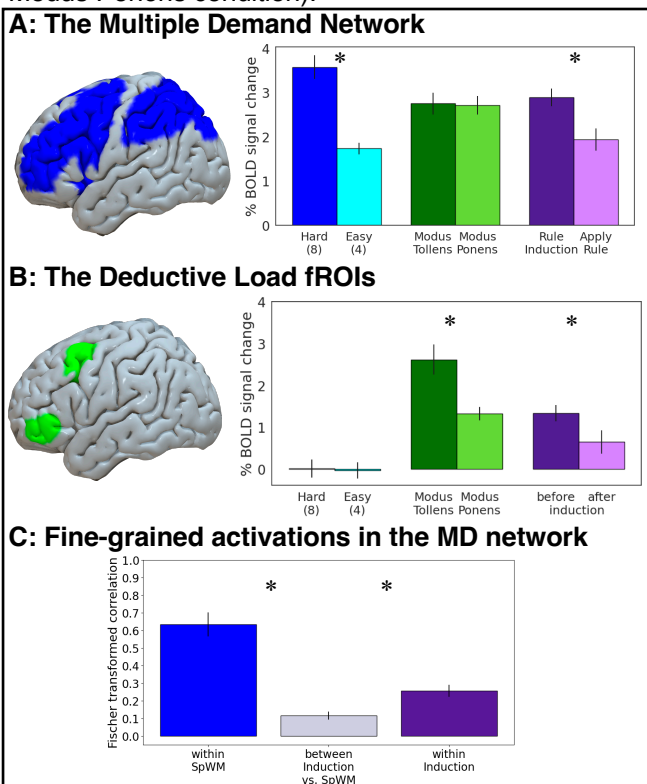 Modus Ponens condition).
A: The Multiple Demand Network
% BOLD signal change
4
3
2
1
0
*
*
Hard
(8)
Easy
(4)
Modus
Tollens
Modus
Ponens
Rule
Induction
Apply
Rule
B: The Deductive Load fROIs
% BOLD signal change
4
3
2
1
0
*
*
Hard
(8)
Easy
(4)
Modus
Tollens
Modus
Ponens
before after
induction
C: Fine-grained activations in the MD network
Fischer transformed correlation
1.0
0.9
0.8
0.7
0.6
0.5
0.4
0.3
0.2
0.1
0.0
*
*
within
SpWM
between
Induction
vs. SpWM
within
Induction